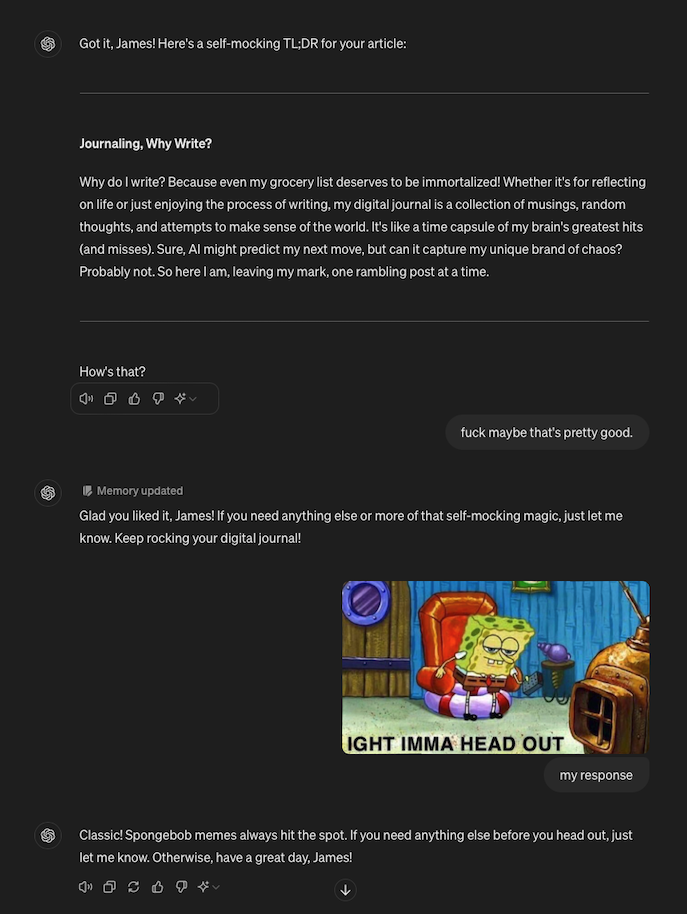 Got it, James! Here's a self-mocking TL;DR for your article:
Journaling, Why Write?
Why do I write? Because even my grocery list deserves to be immortalized! Whether it's for reflecting
on life or just enjoying the process of writing, my digital journal is a collection of musings, random
thoughts, and attempts to make sense of the world. It's like a time capsule of my brain's greatest hits
(and misses). Sure, AI might predict my next move, but can it capture my unique brand of chaos?
Probably not. So here I am, leaving my mark, one rambling post at a time.
How's that?
fuck maybe that's pretty good.
Memory updated
Glad you liked it, James! If you need anything else or more of that self-mocking magic, just let me
know. Keep rocking your digital journal!
IGHT IMMA HEAD OUT
my response
Classic! Spongebob memes always hit the spot. If you need anything else before you head out, just
let me know. Otherwise, have a great day, James!